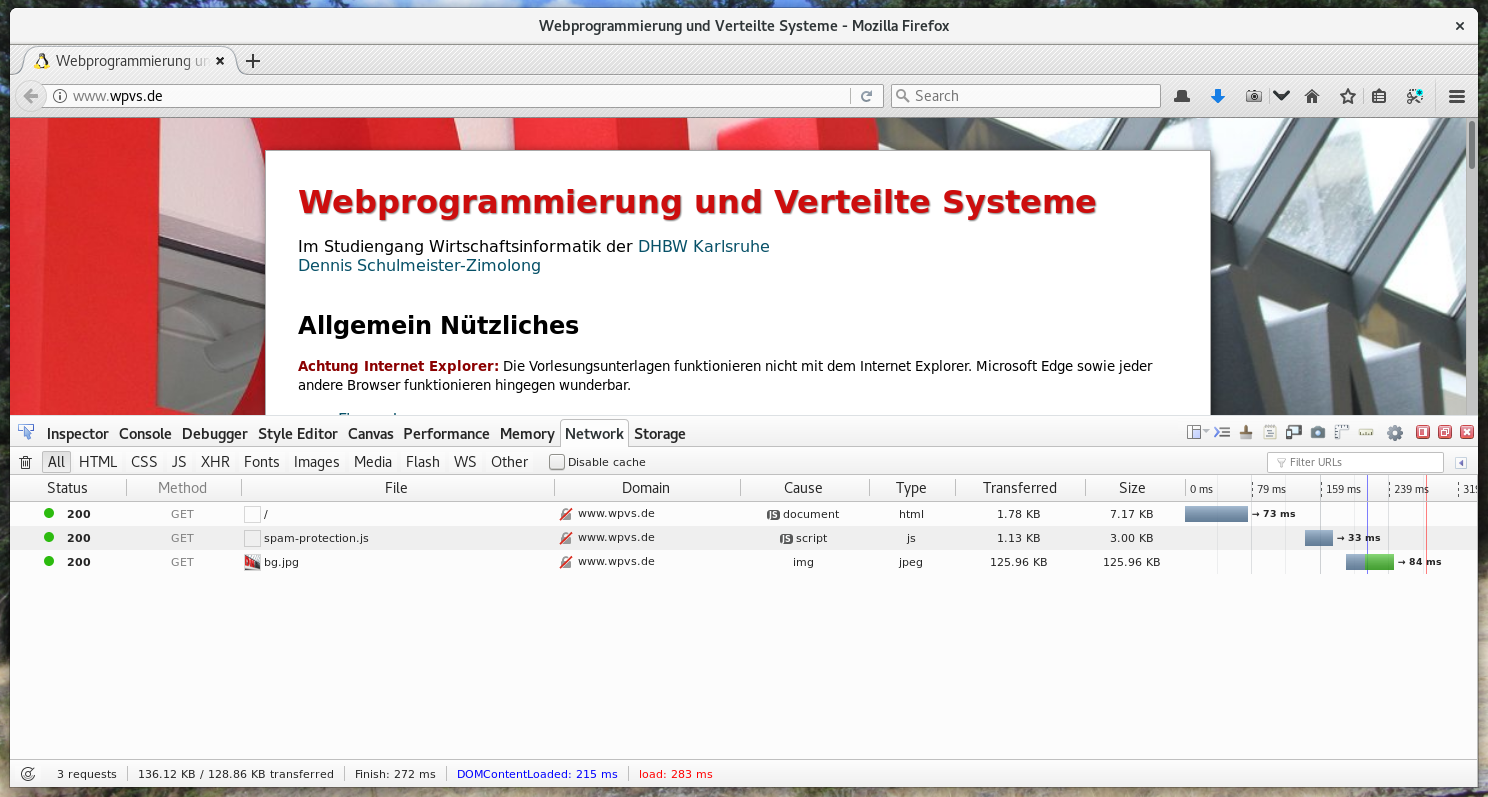 Webprogrammierung und Verteilte Systeme - Mozilla Firefox
Webprogrammierung un
www.wpvs.de
Search
Webprogrammierung und Verteilte Systeme
Im Studiengang Wirtschaftsinformatik der DHBW Karlsruhe
Dennis Schulmeister-Zimolong
Allgemein Nützliches
Achtung Internet Explorer: Die Vorlesungsunterlagen funktionieren nicht mit dem Internet Explorer. Microsoft Edge sowie jeder
andere Browser funktionieren hingegen wunderbar.
Inspector Console Debugger Style Editor Canvas Performance Memory Network Storage
All HTML CSS JS XHR Fonts Images Media Flash WS Other Disable cache Filter URLs
Status Method File Domain Cause Type Transferred Size 0 ms 79 ms 159 ms 239 ms 319
200 GET / www.wpvs.de JS document html 1.78 KB 7.17 KB → 73 ms
200 GET spam-protection.js www.wpvs.de JS script js 1.13 KB 3.00 KB → 33 ms
200 GET bg.jpg www.wpvs.de img jpeg 125.96 KB 125.96 KB → 84 ms
3 requests 136.12 KB / 128.86 KB transferred Finish: 272 ms DOMContentLoaded: 215 ms load: 283 ms